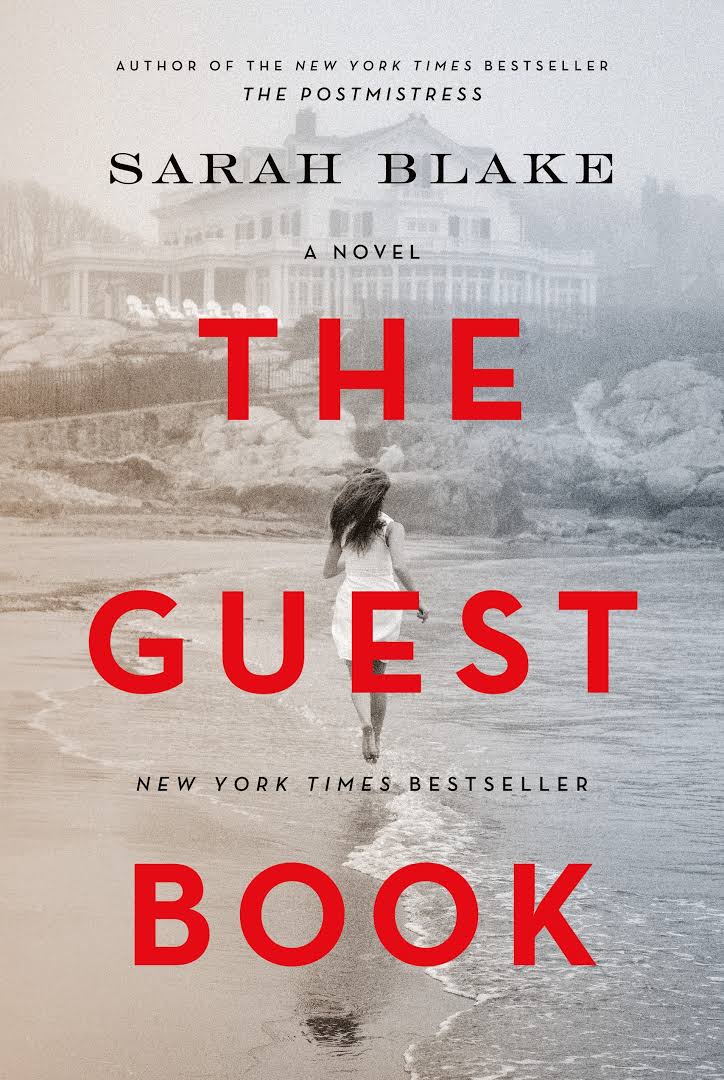 AUTHOR OF THE NEW YORK TIMES BESTSELLER
THE POSTMISTRESS
SARAH BLAKE
A NOVEL
THE
GUEST
NEW YORK TIMES BESTSELLER
BOOK